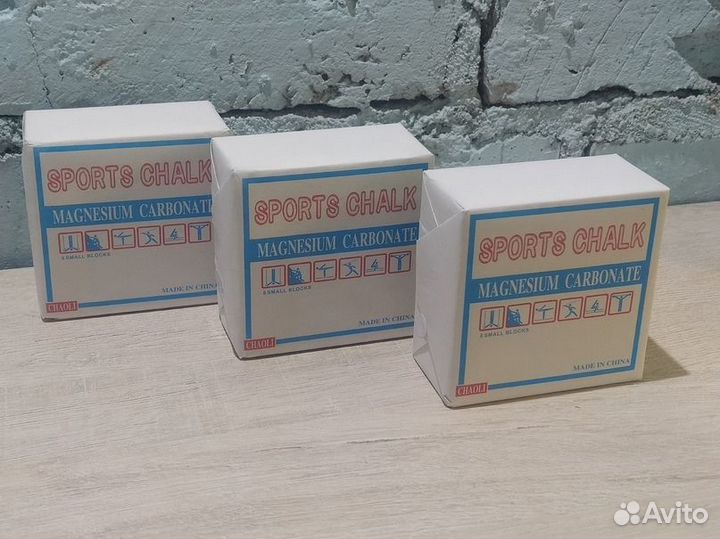 SPORTS CHALK
MAGNESIUM CARBONATE
8 SMALL BLOCKS
MADE IN CHINA
CHAOLI
SPORTS CHALK
MAGNESIUM CARBONATE
8 SMALL BLOCKS
MADE IN CHINA
CHAOLI
SPORTS CHALK
MAGNESIUM CARBONATE
8 SMALL BLOCKS
MADE IN CHINA
CHAOLI
Avito